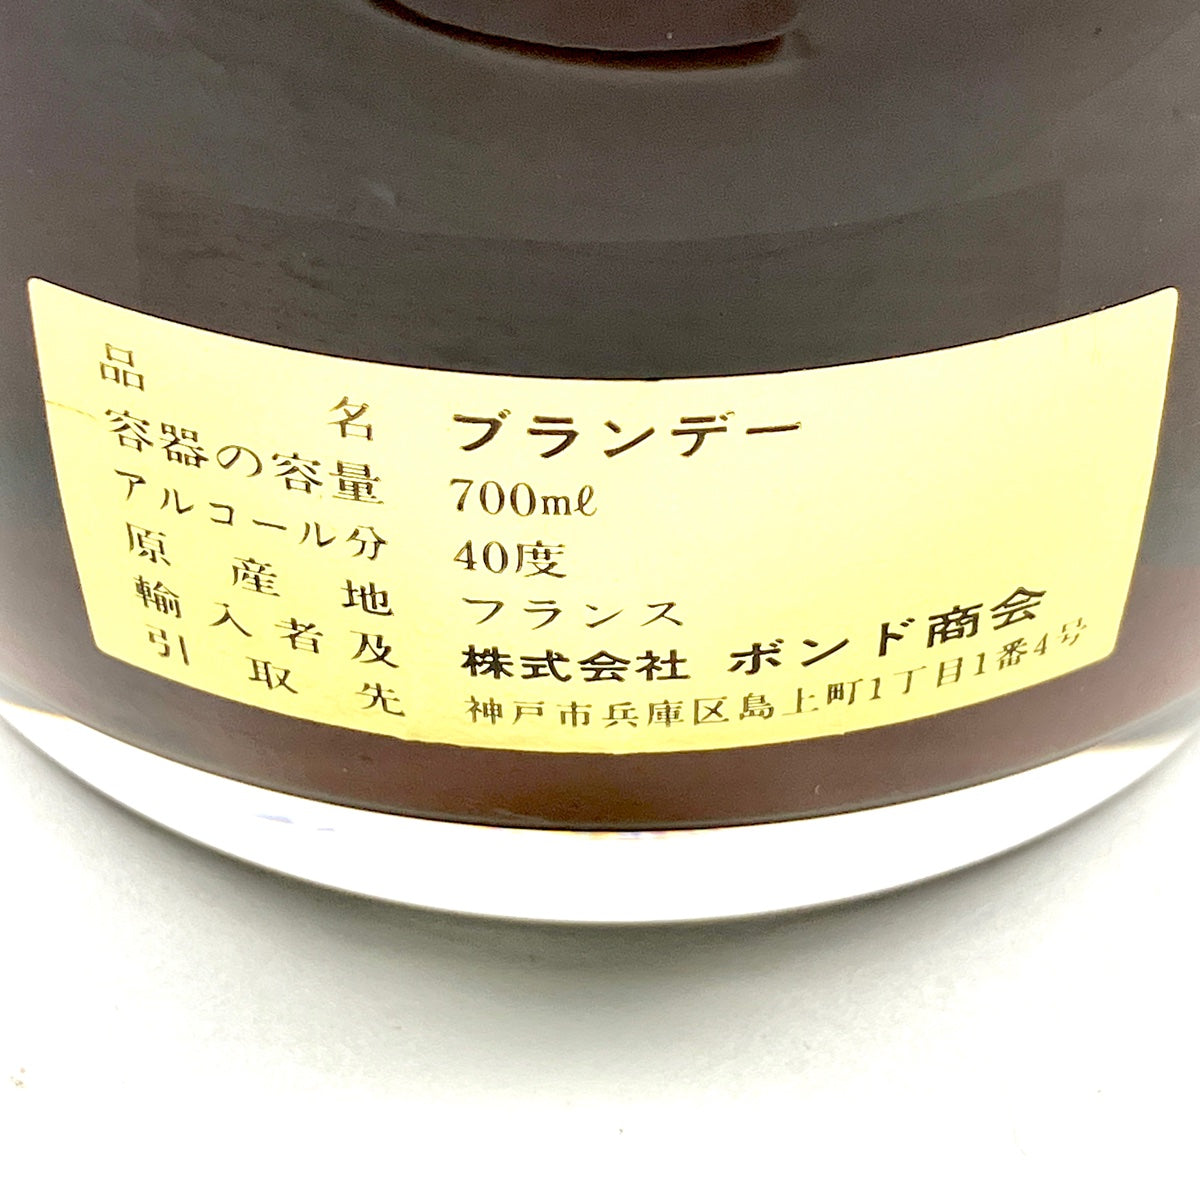 品名 ブランデー
容器の容量 700mℓ
アルコール分 40度
原産地 フランス
輸入者及 株式会社 ボンド商会
引取先 神戸市兵庫区島上町1丁目1番4号